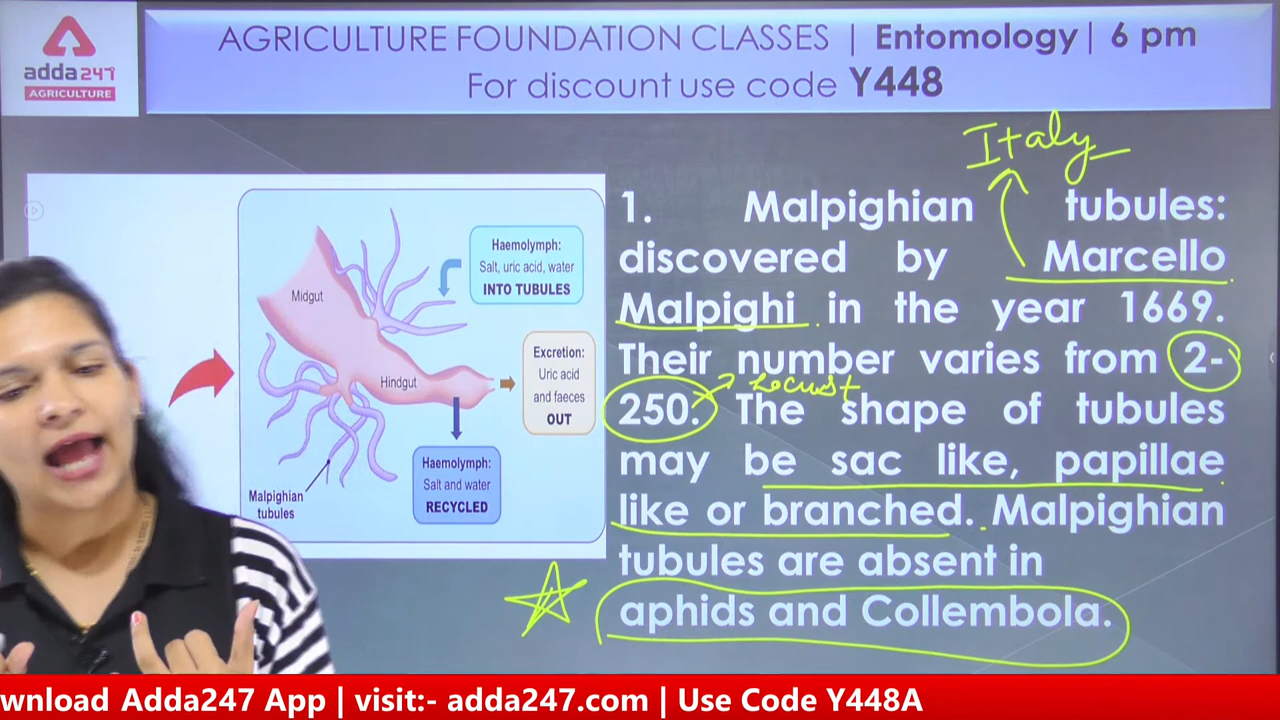 AGRICULTURE FOUNDATION CLASSES | Entomology| 6 pm
For discount use code Y448
adda247
AGRICULTURE
Italy
1. Malpighian tubules:
discovered by Marcello
Malpighi in the year 1669.
Their number varies from 2-
locust
250. The shape of tubules
may be sac like, papillae
like or branched. Malpighian
tubules are absent in
aphids and Collembola.
Haemolymph:
Salt, uric acid, water
INTO TUBULES
Midgut
Excretion:
Uric acid
and faeces
OUT
Hindgut
Haemolymph:
Salt and water
RECYCLED
Malpighian
tubules
wnload Adda247 App | visit:- adda247.com | Use Code Y448A